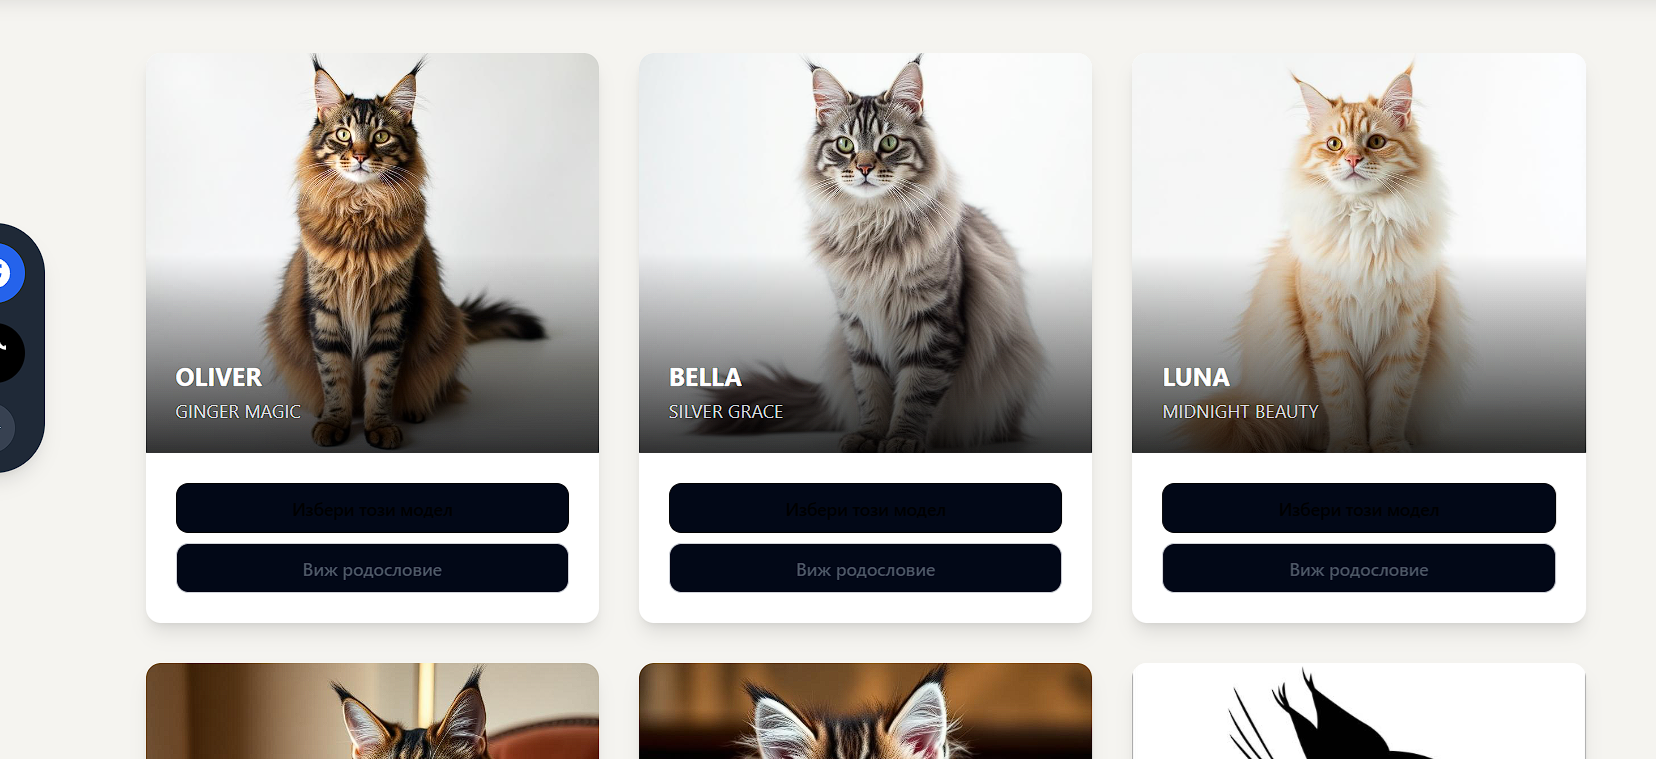 OLIVER
GINGER MAGIC
BELLA
SILVER GRACE
LUNA
MIDNIGHT BEAUTY
Избери този модел
Избери този модел
Избери този модел
Виж родословие
Виж родословие
Виж родословие